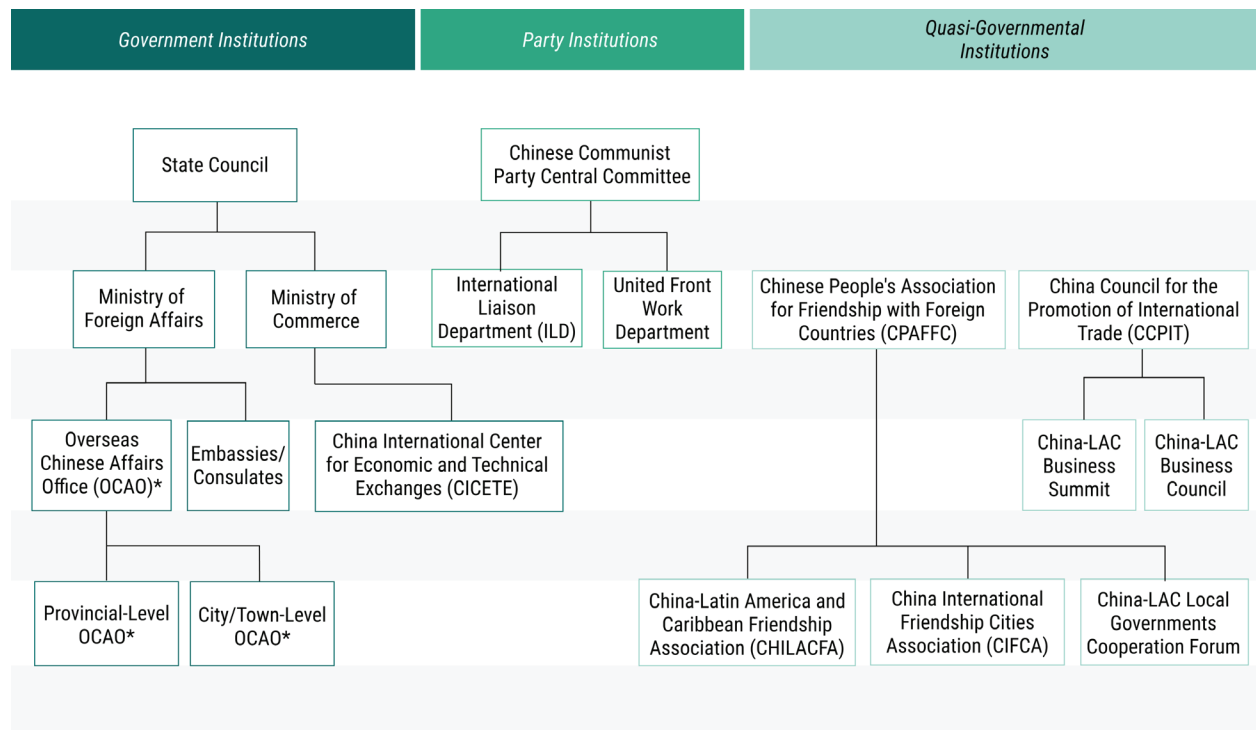 Government Institutions
Party Institutions
Quasi-Governmental
Institutions
State Council
Chinese Communist
Party Central Committee
Ministry of
Foreign Affairs
Ministry of
Commerce
International
Liaison
Department (ILD)
United Front
Work
Department
Chinese People's Association
for Friendship with Foreign
Countries (CPAFFC)
China Council for the
Promotion of International
Trade (CCPIT)
Overseas
Chinese Affairs
Office (OCAO)*
Embassies/
Consulates
China International Center
for Economic and Technical
Exchanges (CICETE)
China-LAC
Business
Summit
China-LAC
Business
Council
Provincial-Level
OCAO*
City/Town-Level
OCAO*
China-Latin America and
Caribbean Friendship
Association (CHILACFA)
China International
Friendship Cities
Association (CIFCA)
China-LAC Local
Governments
Cooperation Forum